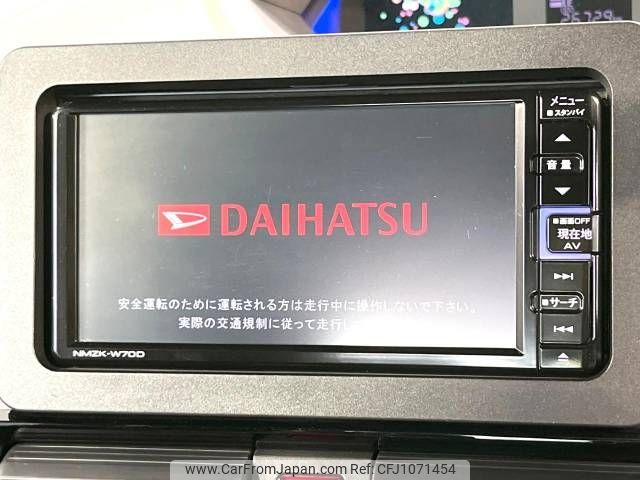 メニュー
スタンバイ
音量
DAIHATSU
画面OFF
現在地
AV
安全運転のために運転される方は走行中に操作しないで下さい。
サーチ
実際の交通規制に従って走行し
NMZK-W70D
www.CarFromJapan.com
© CarFromJapan
Ref No. CFJ1071454